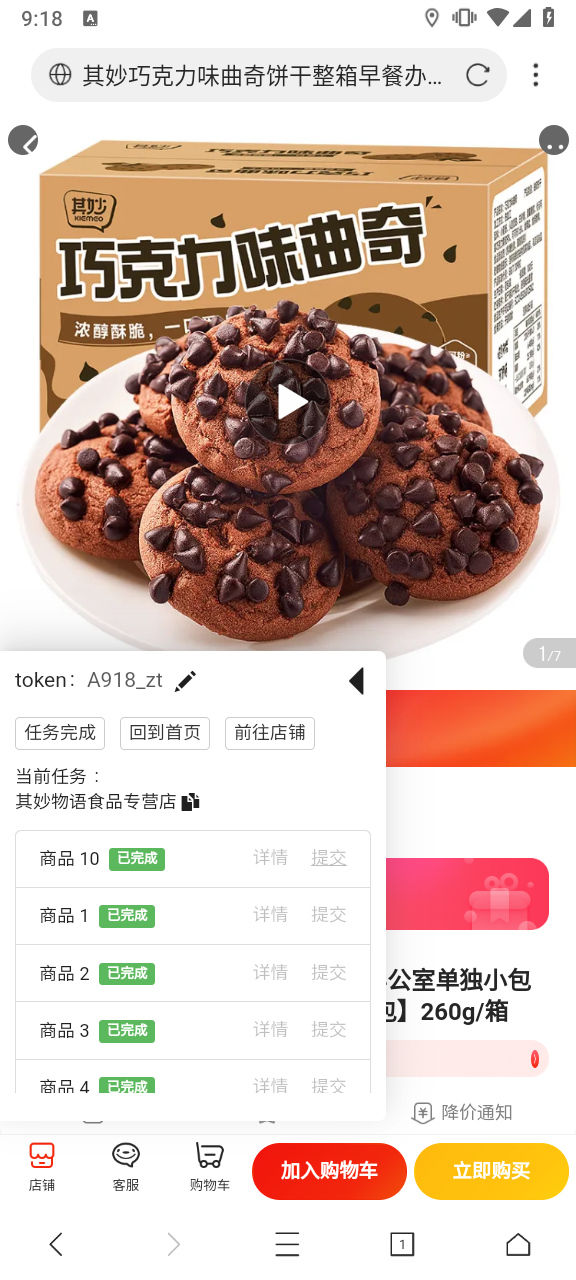 9:18
A
其妙巧克力味曲奇饼干整箱早餐办...
其妙
KIEMEO
巧克力味曲奇
浓醇酥脆，一口
1/7
token： A918_zt
任务完成 回到首页 前往店铺
当前任务：
其妙物语食品专营店
商品 10 已完成 详情 提交
商品 1 已完成 详情 提交
商品 2 已完成 详情 提交
商品 3 已完成 详情 提交
商品 4 已完成 详情 提交
公室单独小包
包】260g/箱
降价通知
店铺 客服 购物车 加入购物车 立即购买
1